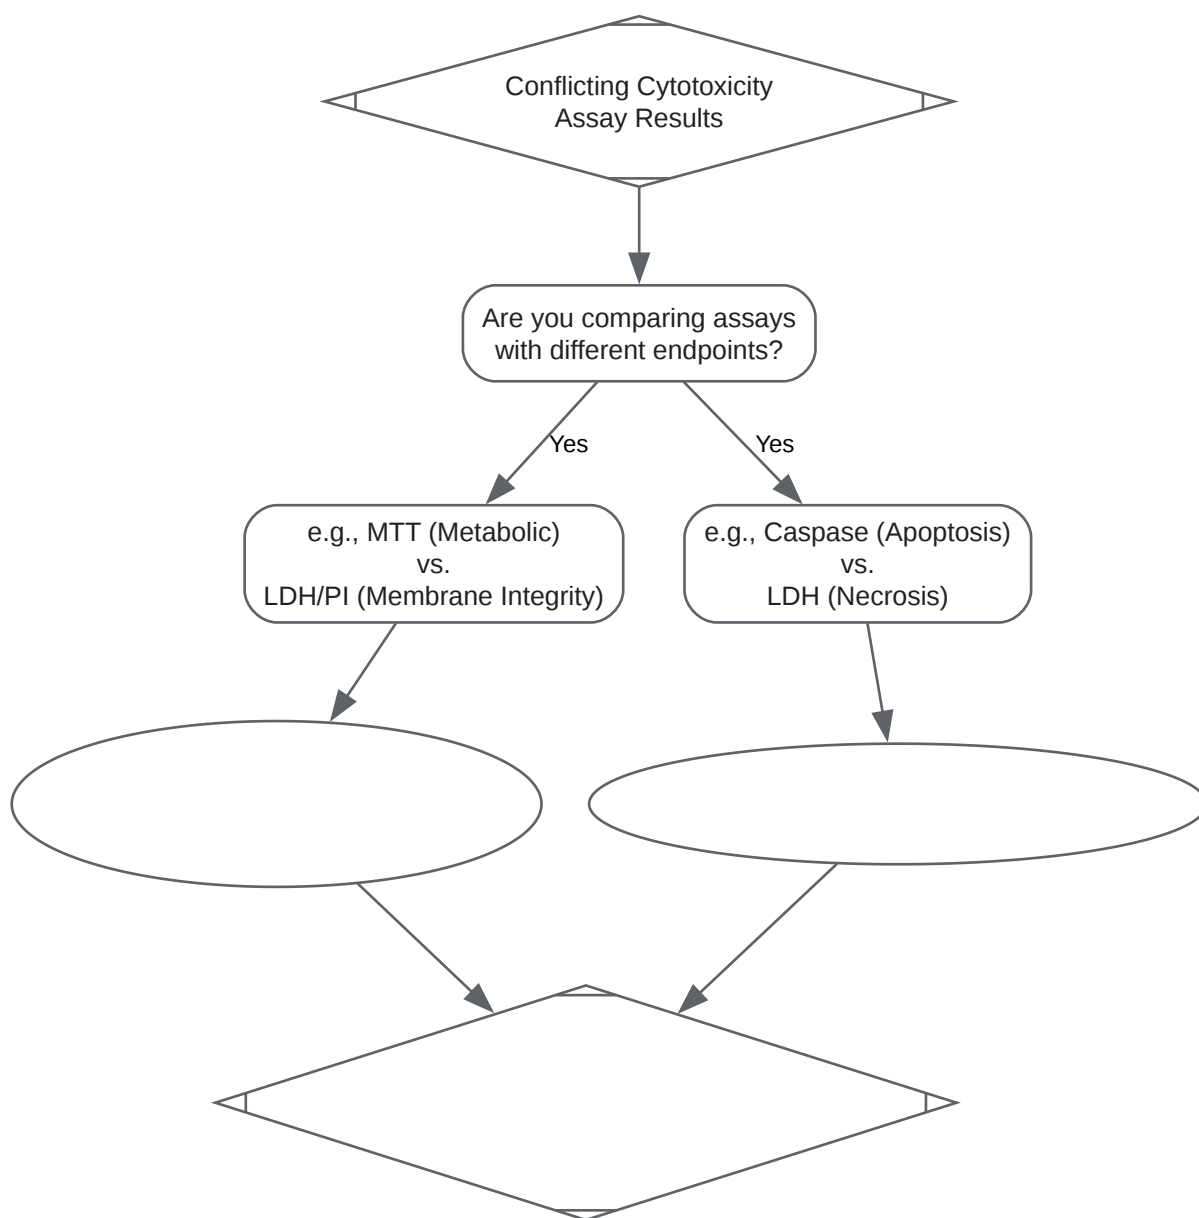 Conflicting Cytotoxicity
Assay Results
Are you comparing assays
with different endpoints?
Yes
Yes
e.g., MTT (Metabolic)
vs.
LDH/PI (Membrane Integrity)
e.g., Caspase (Apoptosis)
vs.
LDH (Necrosis)